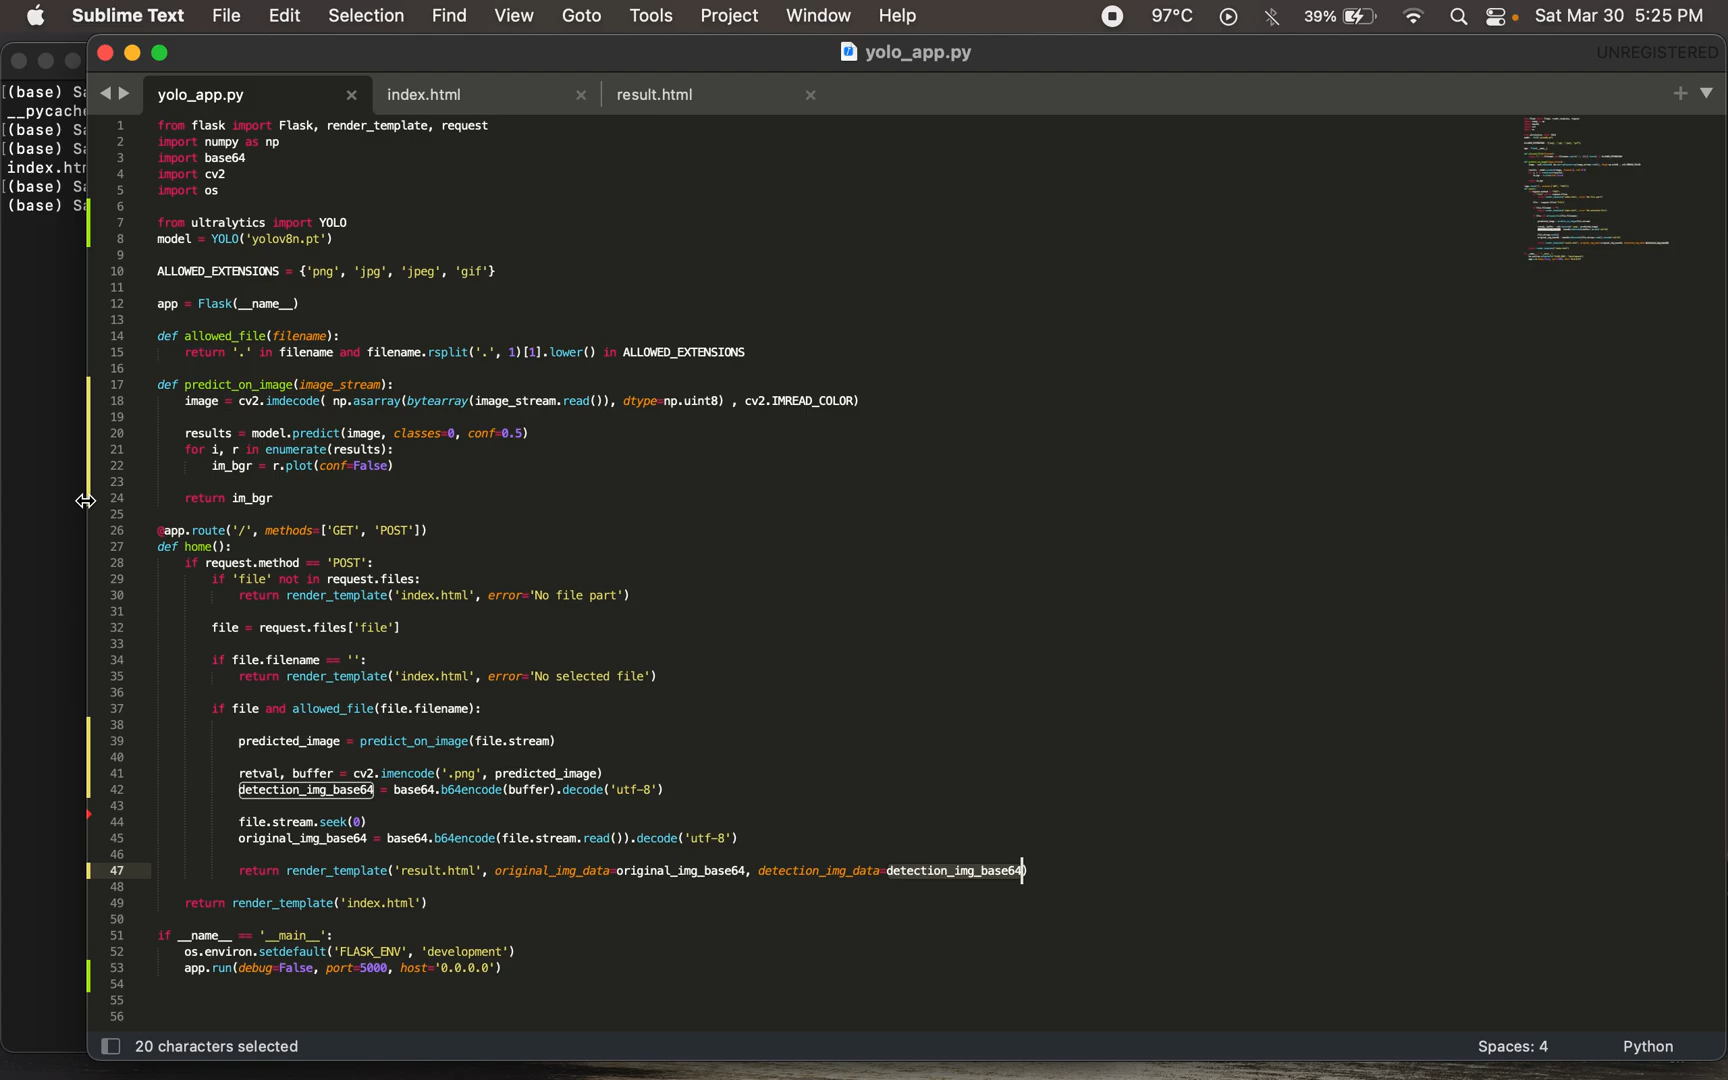 Sublime Text File Edit Selection Find View Goto Tools Project Window Help 97°C 39% Sat Mar 30 5:25 PM
yolo_app.py UNREGISTERED
yolo_app.py index.html result.html
(base) Sa
__pycach
(base) Sa
(base) Sa
index.ht
(base) Sa
(base) Sa
1 from flask import Flask, render_template, request
2 import numpy as np
3 import base64
4 import cv2
5 import os
6
7 from ultralytics import YOLO
8 model = YOLO('yolov8n.pt')
9
10 ALLOWED_EXTENSIONS = {'png', 'jpg', 'jpeg', 'gif'}
11
12 app = Flask(__name__)
13
14 def allowed_file(filename):
15 return '.' in filename and filename.rsplit('.', 1)[1].lower() in ALLOWED_EXTENSIONS
16
17 def predict_on_image(image_stream):
18 image = cv2.imdecode( np.asarray(bytearray(image_stream.read()), dtype=np.uint8) , cv2.IMREAD_COLOR)
19
20 results = model.predict(image, classes=0, conf=0.5)
21 for i, r in enumerate(results):
22 im_bgr = r.plot(conf=False)
23
24 return im_bgr
25
26 @app.route('/', methods=['GET', 'POST'])
27 def home():
28 if request.method == 'POST':
29 if 'file' not in request.files:
30 return render_template('index.html', error='No file part')
31
32 file = request.files['file']
33
34 if file.filename == '':
35 return render_template('index.html', error='No selected file')
36
37 if file and allowed_file(file.filename):
38
39 predicted_image = predict_on_image(file.stream)
40
41 retval, buffer = cv2.imencode('.png', predicted_image)
42 detection_img_base64 = base64.b64encode(buffer).decode('utf-8')
43
44 file.stream.seek(0)
45 original_img_base64 = base64.b64encode(file.stream.read()).decode('utf-8')
46
47 return render_template('result.html', original_img_data=original_img_base64, detection_img_data=detection_img_base64)
48
49 return render_template('index.html')
50
51 if __name__ == '__main__':
52 os.environ.setdefault('FLASK_ENV', 'development')
53 app.run(debug=False, port=5000, host='0.0.0.0')
54
55
56
20 characters selected Spaces: 4 Python